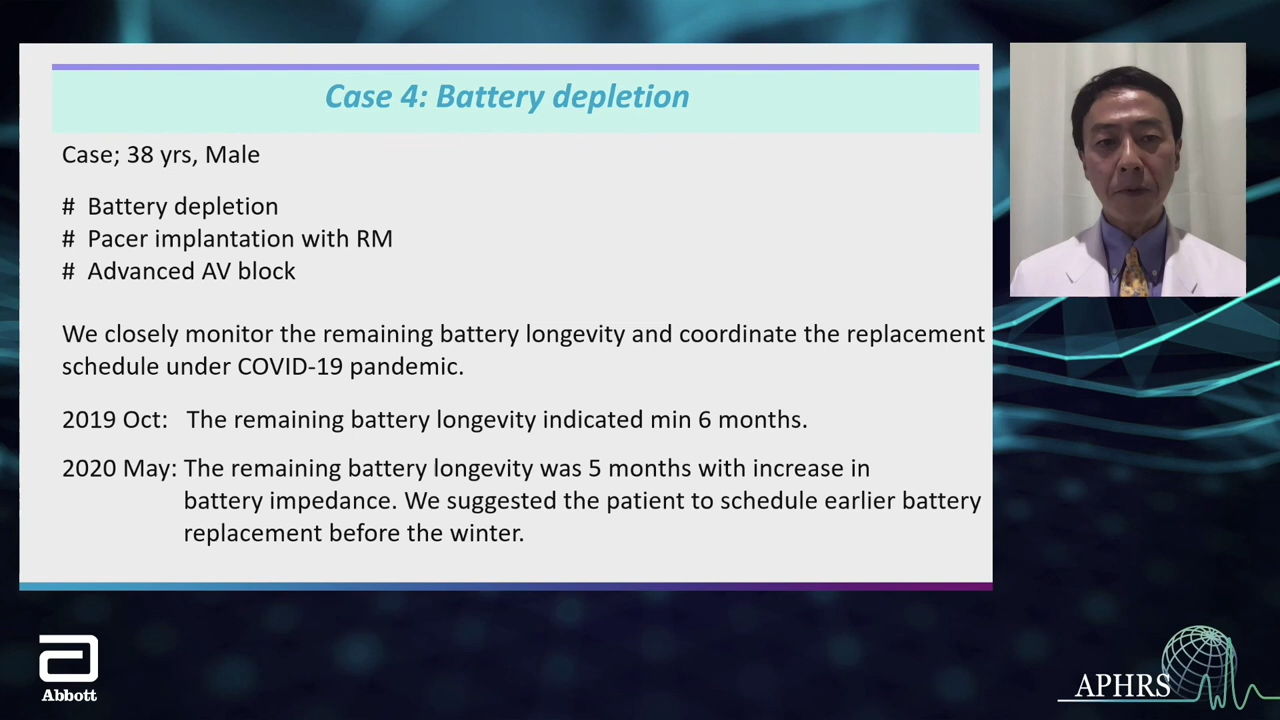 Case 4: Battery depletion
Case; 38 yrs, Male
# Battery depletion
# Pacer implantation with RM
# Advanced AV block
We closely monitor the remaining battery longevity and coordinate the replacement
schedule under COVID-19 pandemic.
2019 Oct: The remaining battery longevity indicated min 6 months.
2020 May: The remaining battery longevity was 5 months with increase in
battery impedance. We suggested the patient to schedule earlier battery
replacement before the winter.
Abbott
APHRS